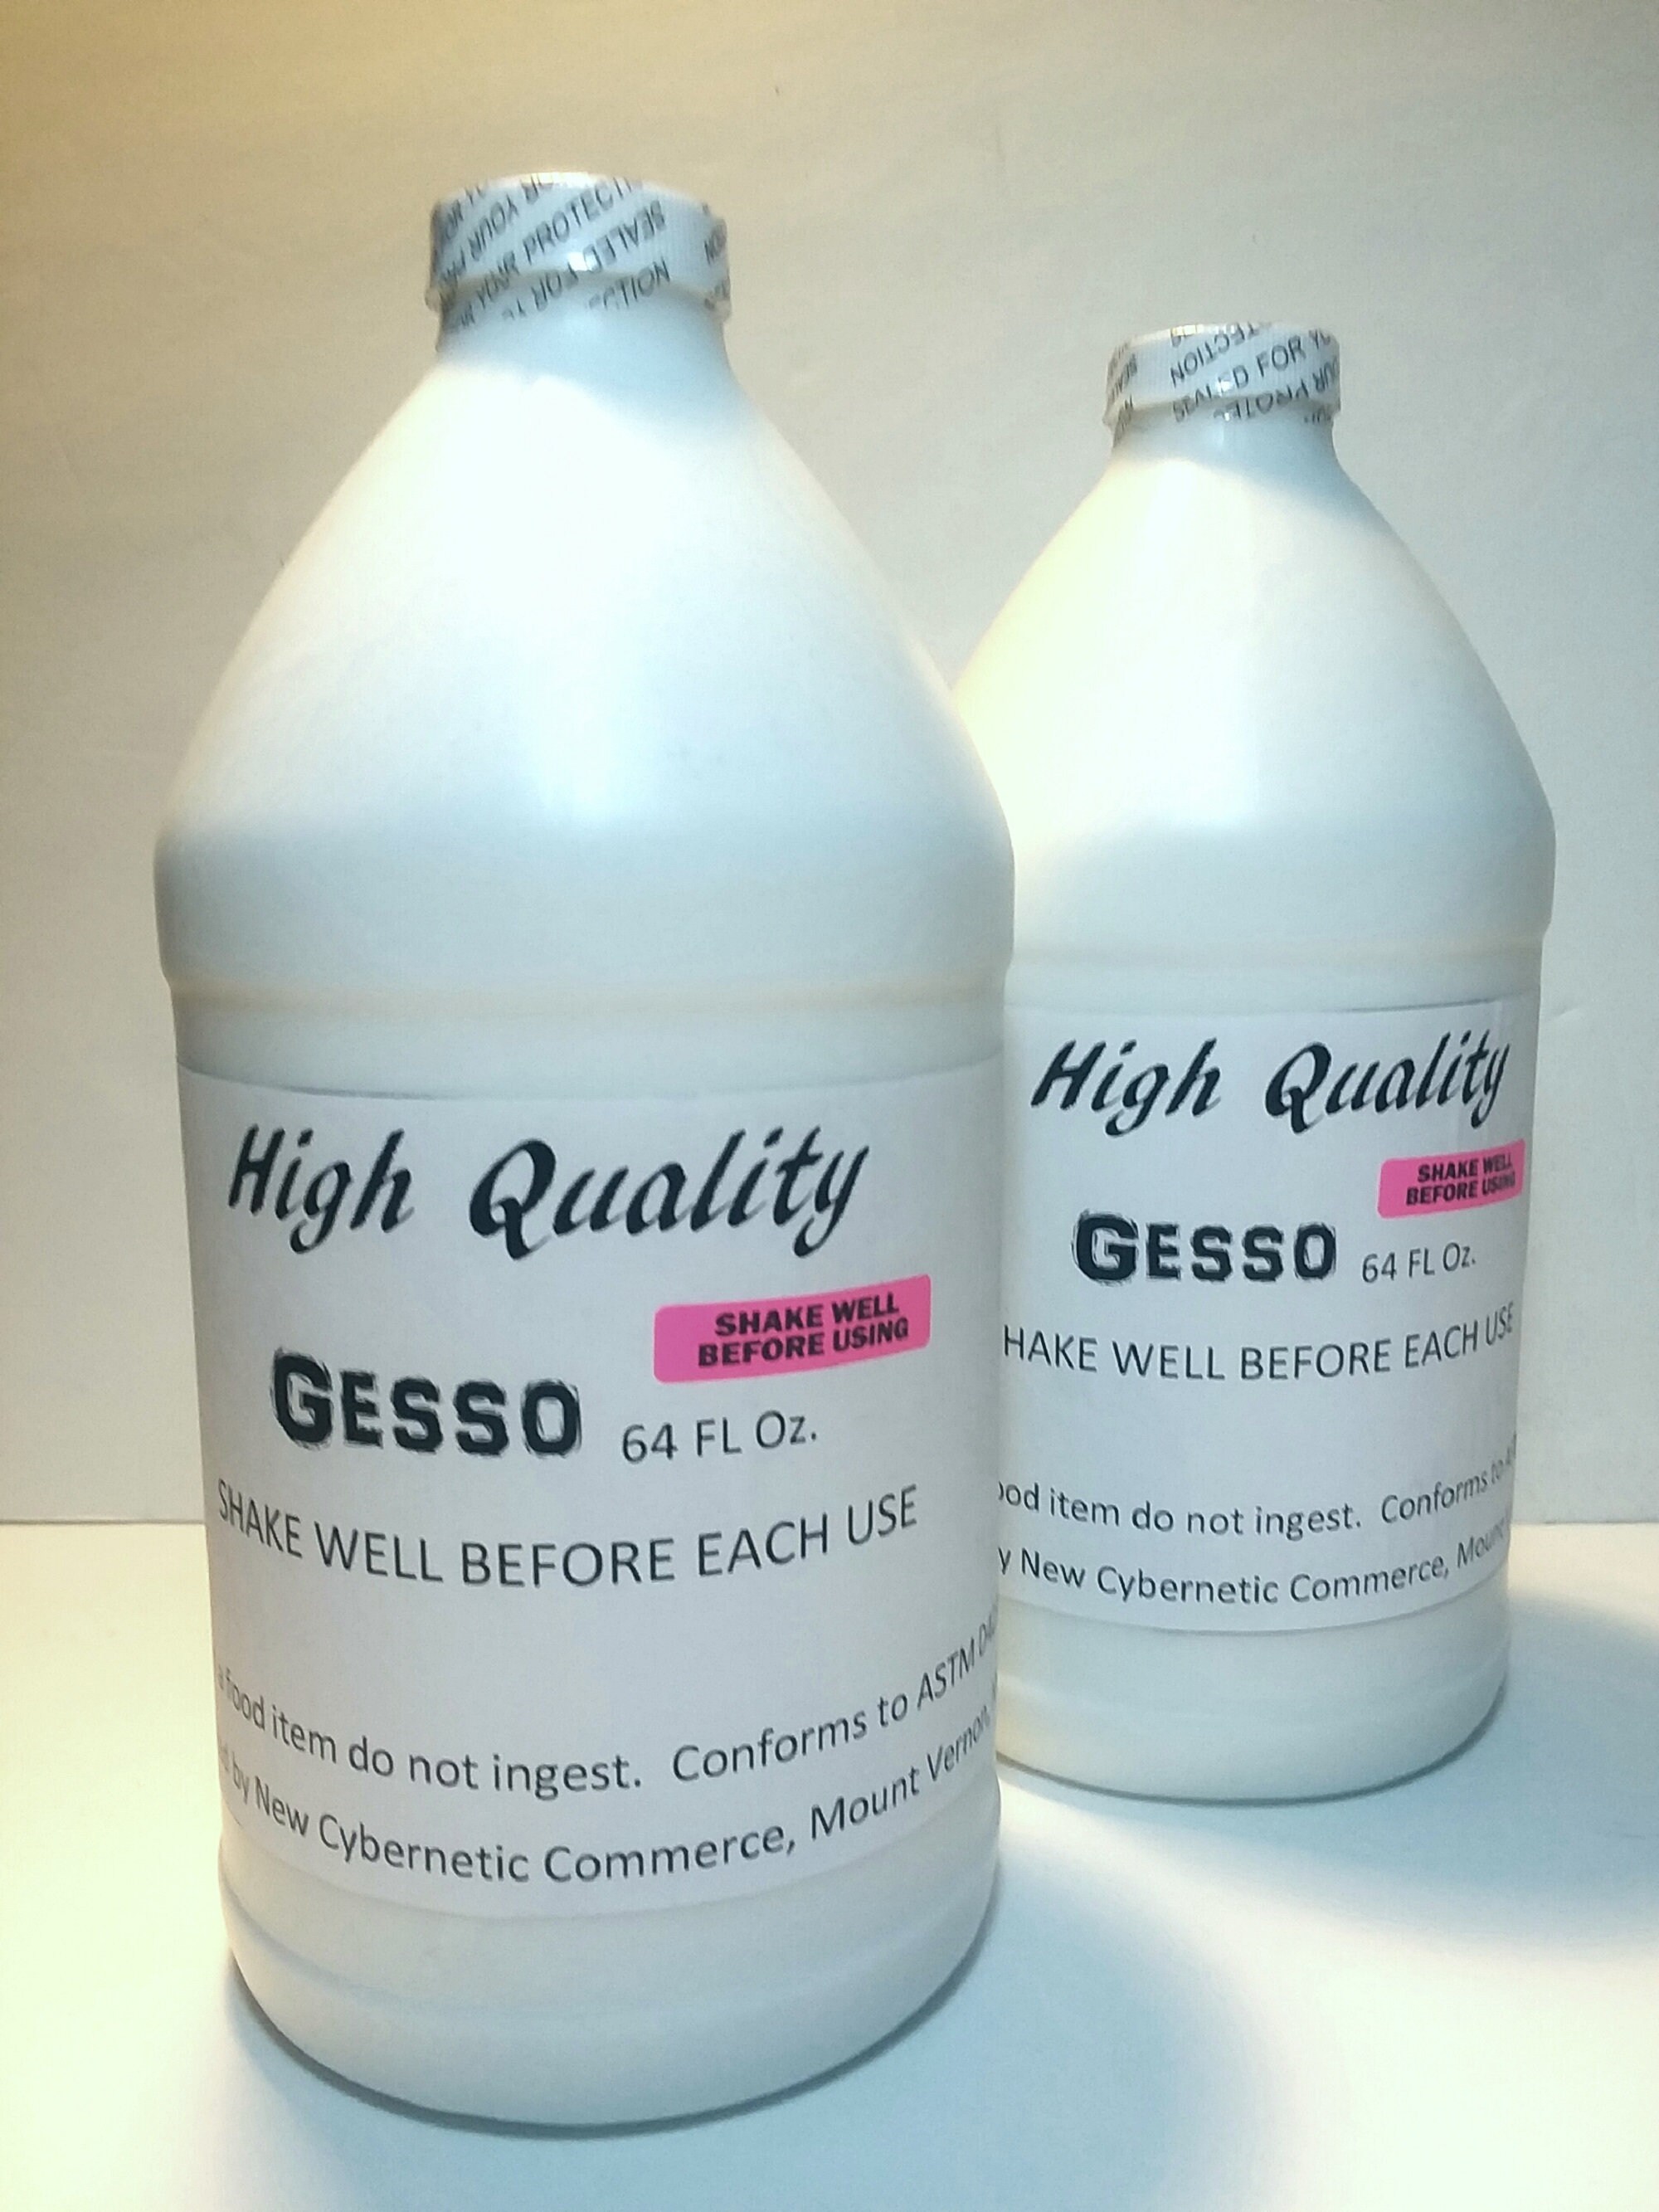 YOUR
YOUR PROTECTI
SEALED FOR
High Quality
SHAKE WELL
BEFORE USING
GESSO 64 FL Oz.
SHAKE WELL BEFORE EACH USE
a food item do not ingest. Conforms to ASTM
by New Cybernetic Commerce, Mount Vernon,
SEALED FOR
High Quality
SHAKE WELL
BEFORE USING
GESSO 64 FL Oz.
HAKE WELL BEFORE EACH USE
ood item do not ingest. Conforms to
y New Cybernetic Commerce, Mount